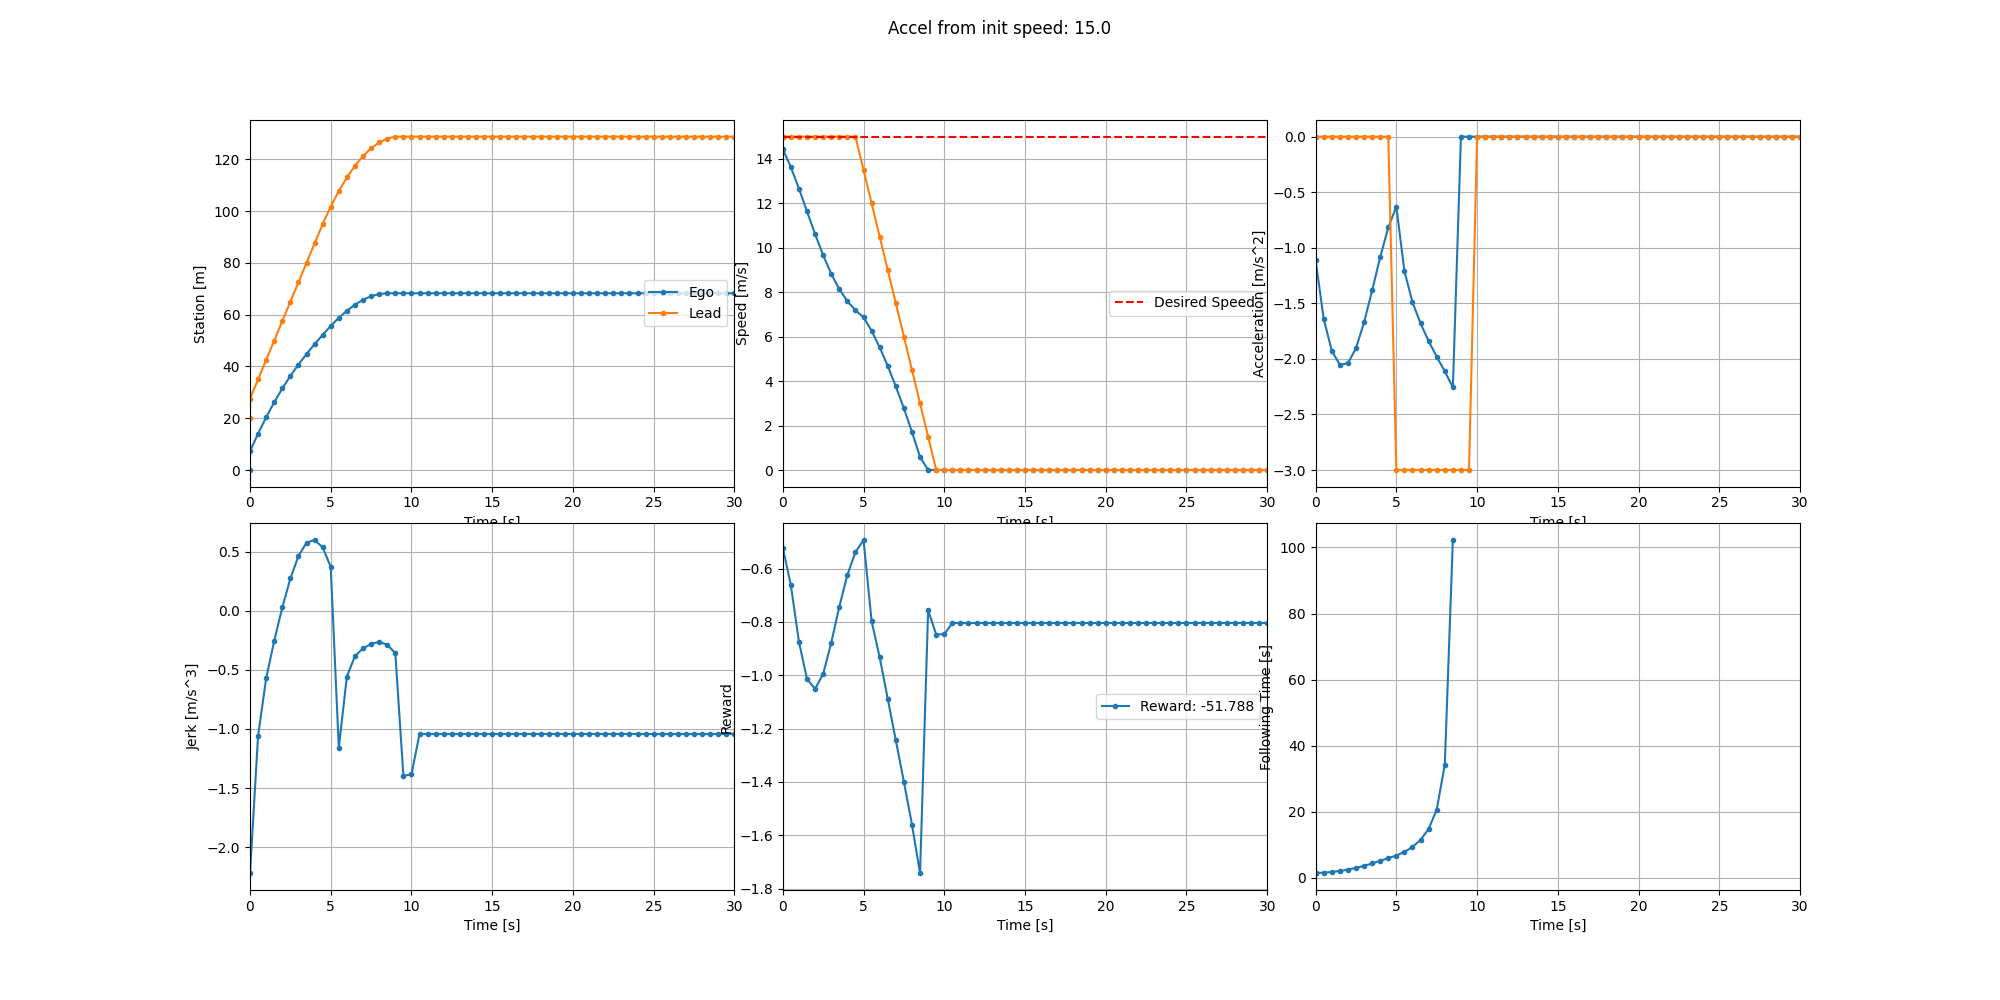 Accel from init speed: 15.0
Station [m]
120
100
80
60
40
20
0
0 5 10 15 20 25 30
Time [s]
Ego
Lead
Speed [m/s]
14
12
10
8
6
4
2
0
0 5 10 15 20 25 30
Time [s]
Desired Speed
Acceleration [m/s^2]
0.0
−0.5
−1.0
−1.5
−2.0
−2.5
−3.0
0 5 10 15 20 25 30
Time [s]
Jerk [m/s^3]
0.5
0.0
−0.5
−1.0
−1.5
−2.0
0 5 10 15 20 25 30
Time [s]
Reward
−0.6
−0.8
−1.0
−1.2
−1.4
−1.6
−1.8
0 5 10 15 20 25 30
Time [s]
Reward: -51.788
Following Time [s]
100
80
60
40
20
0
0 5 10 15 20 25 30
Time [s]